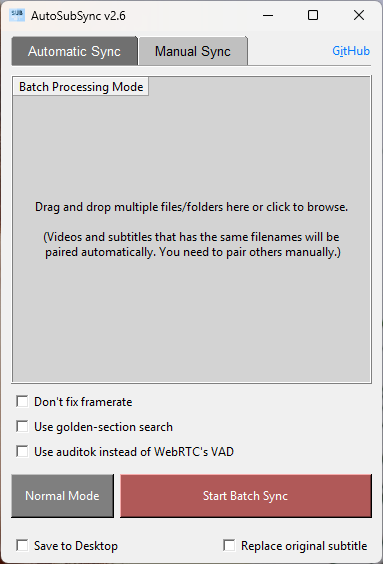 SUB
AutoSubSync v2.6
Automatic Sync
Manual Sync
GitHub
Batch Processing Mode
Drag and drop multiple files/folders here or click to browse.
(Videos and subtitles that has the same filenames will be
paired automatically. You need to pair others manually.)
Don't fix framerate
Use golden-section search
Use auditok instead of WebRTC's VAD
Normal Mode
Start Batch Sync
Save to Desktop
Replace original subtitle